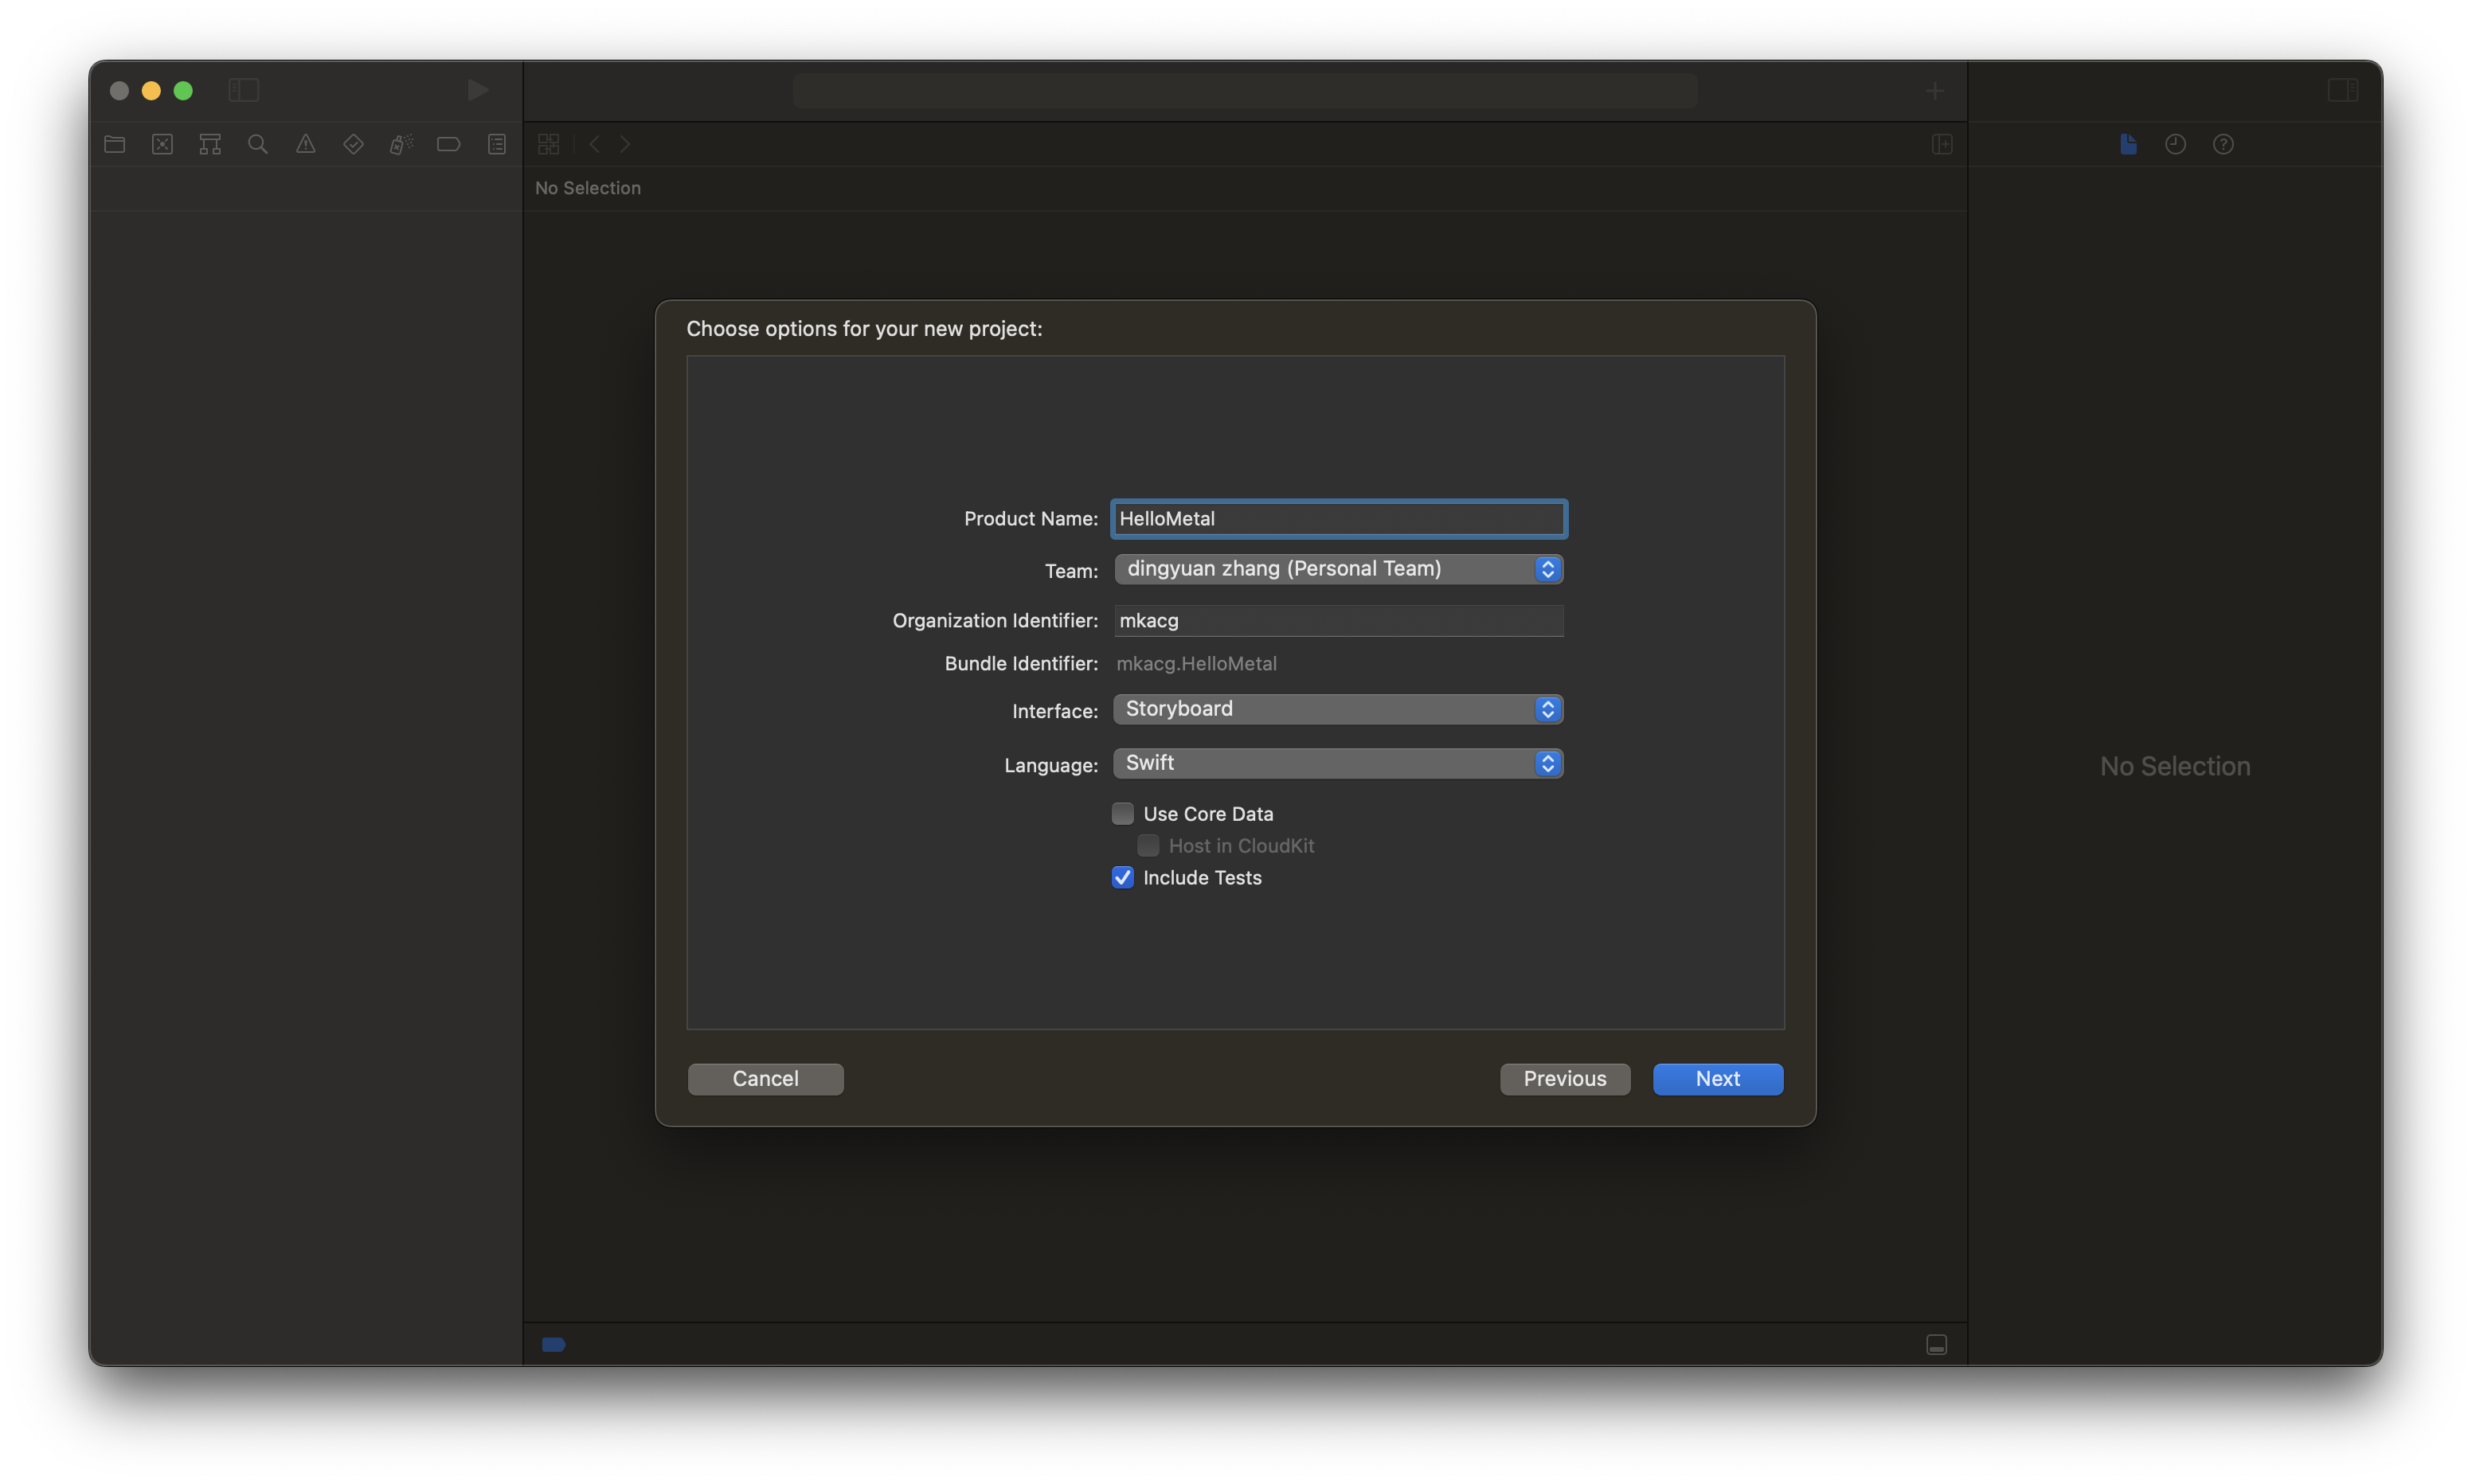 No Selection
Choose options for your new project:
Product Name: HelloMetal
Team: dingyuan zhang (Personal Team)
Organization Identifier: mkacg
Bundle Identifier: mkacg.HelloMetal
Interface: Storyboard
Language: Swift
Use Core Data
Host in CloudKit
Include Tests
Cancel Previous Next
No Selection